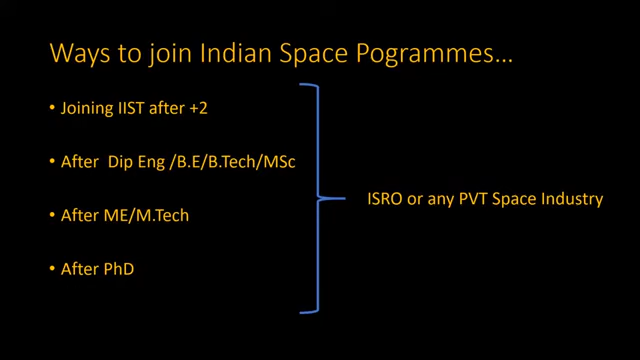 Ways to join Indian Space Pogrammes...
• Joining IIST after +2
• After Dip Eng /B.E/B.Tech/MSc
• After ME/M.Tech
• After PhD
ISRO or any PVT Space Industry